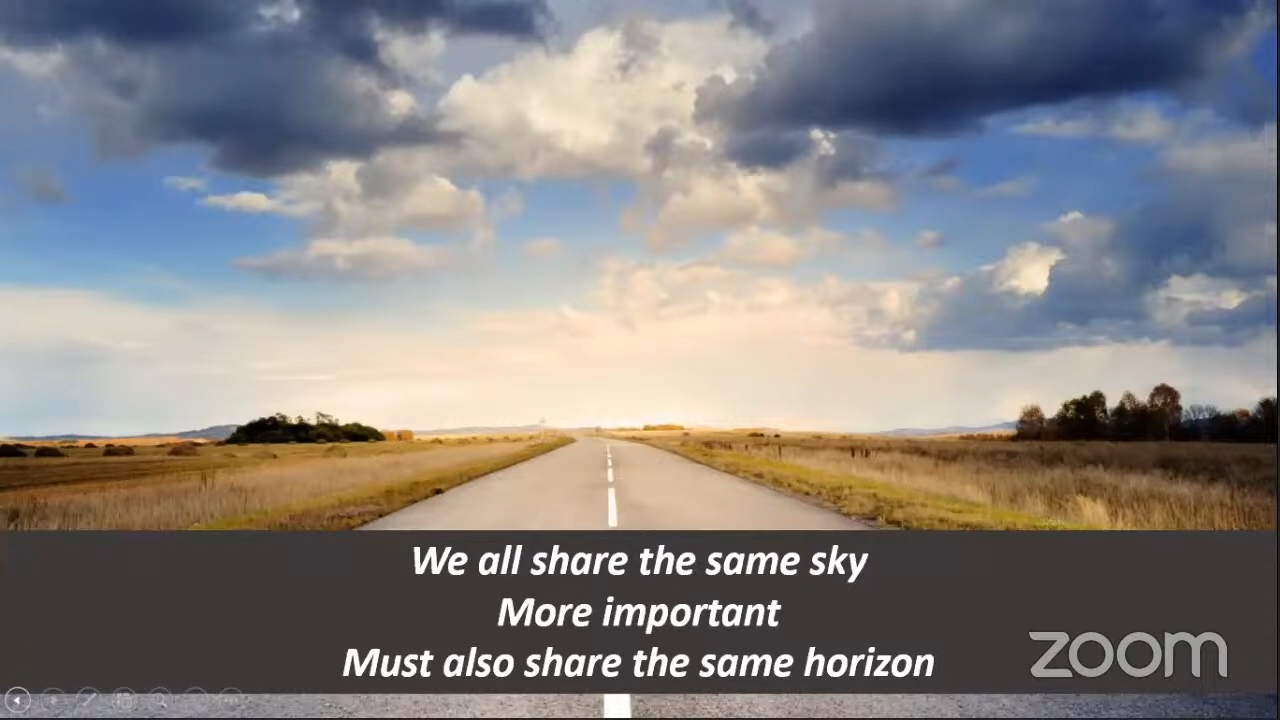 We all share the same sky
More important
Must also share the same horizon
zoom